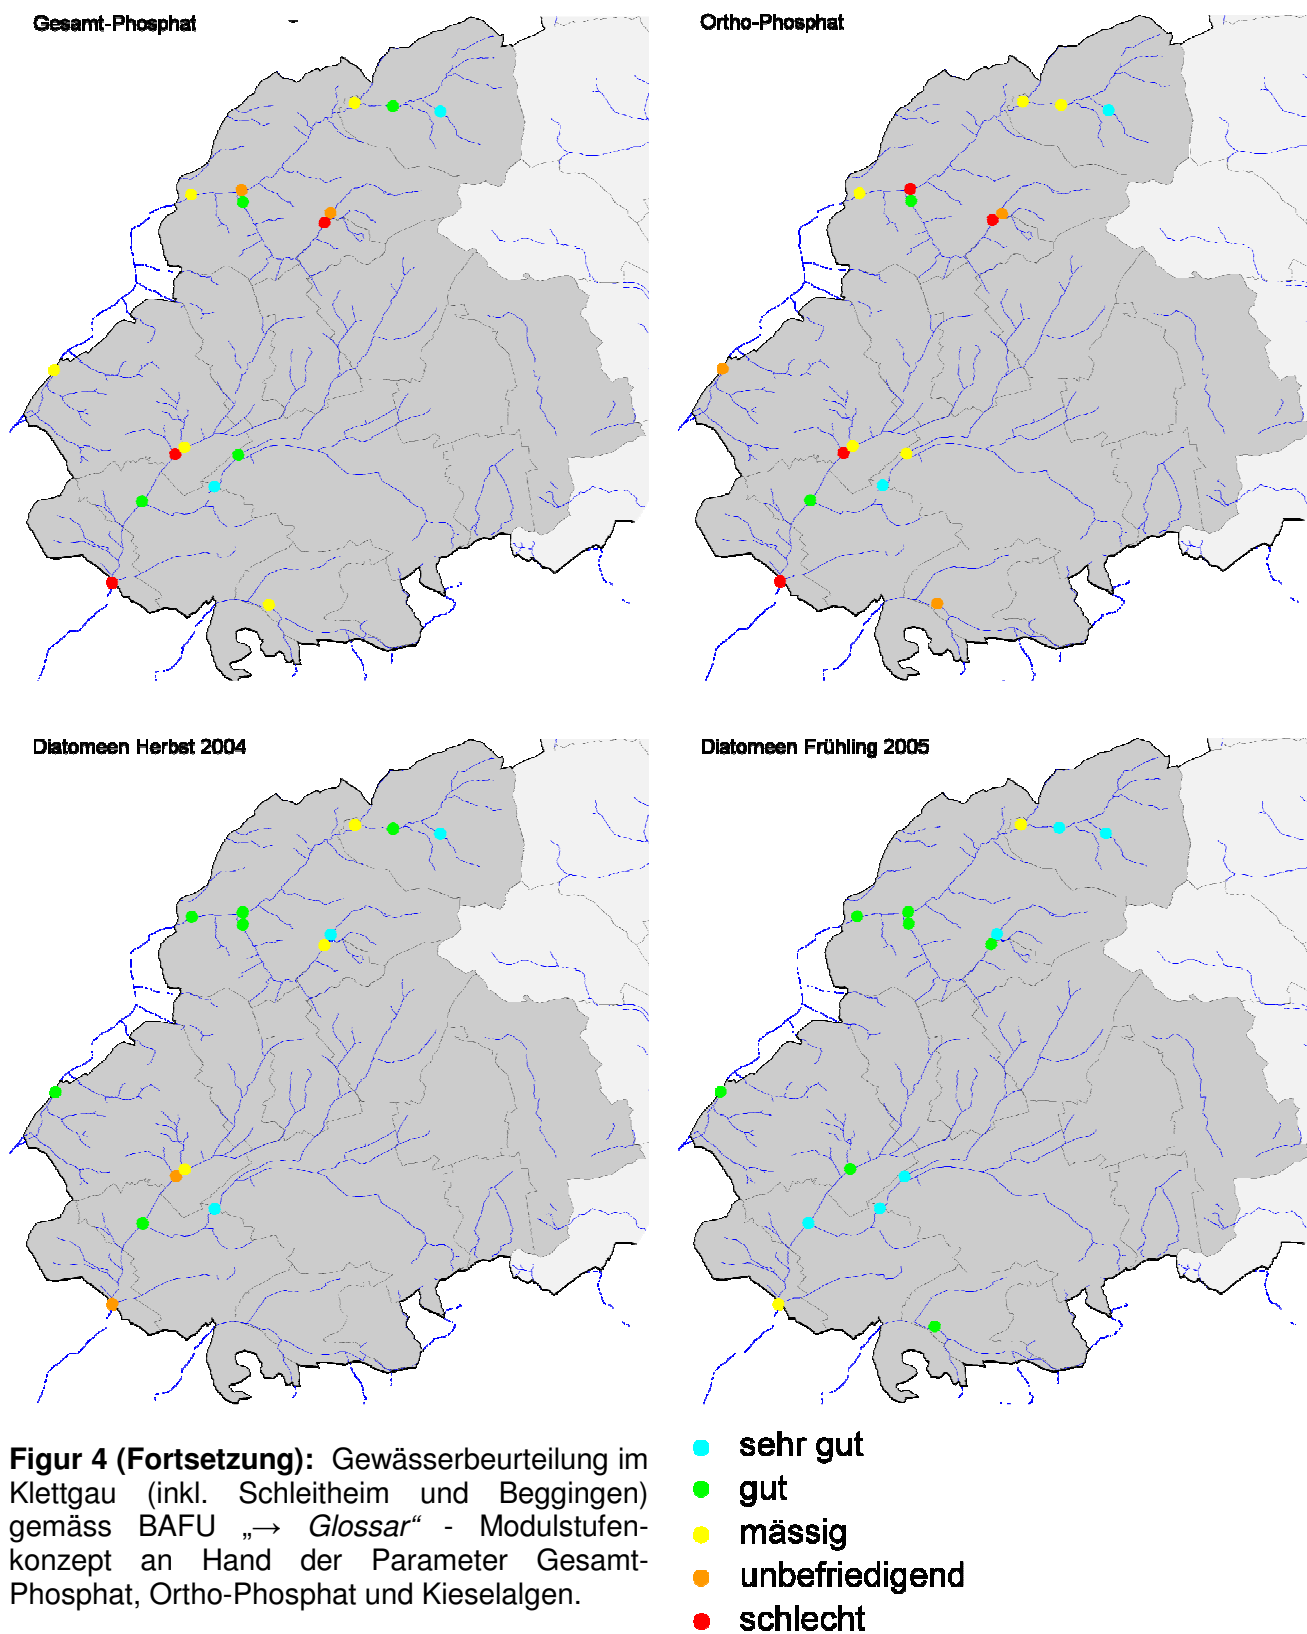 Gesamt-Phosphat
Ortho-Phosphat
Diatomeen Herbst 2004
Diatomeen Frühling 2005
Figur 4 (Fortsetzung): Gewässerbeurteilung im
Klettgau (inkl. Schleitheim und Beggingen)
gemäss BAFU „→ Glossar“ - Modulstufen-
konzept an Hand der Parameter Gesamt-
Phosphat, Ortho-Phosphat und Kieselalgen.
sehr gut
gut
mässig
unbefriedigend
schlecht